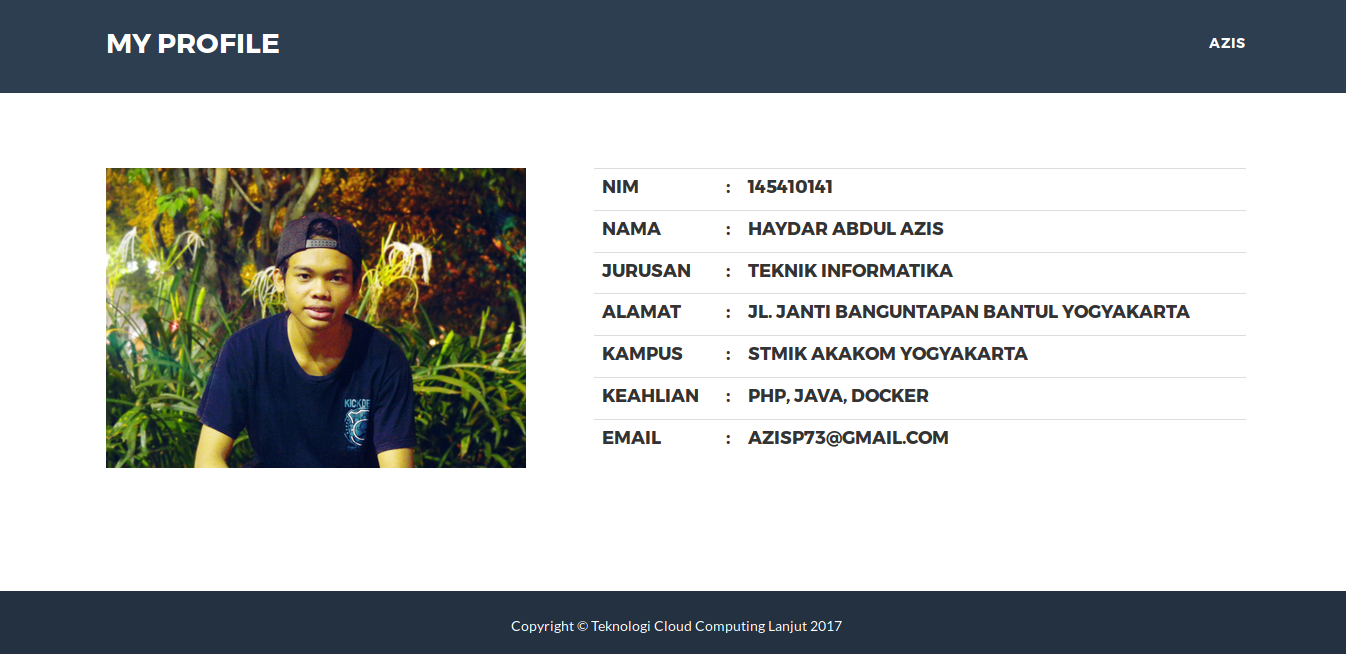 MY PROFILE
AZIS
NIM : 145410141
NAMA : HAYDAR ABDUL AZIS
JURUSAN : TEKNIK INFORMATIKA
ALAMAT : JL. JANTI BANGUNTAPAN BANTUL YOGYAKARTA
KAMPUS : STMIK AKAKOM YOGYAKARTA
KEAHLIAN : PHP, JAVA, DOCKER
EMAIL : AZISP73@GMAIL.COM
Copyright © Teknologi Cloud Computing Lanjut 2017